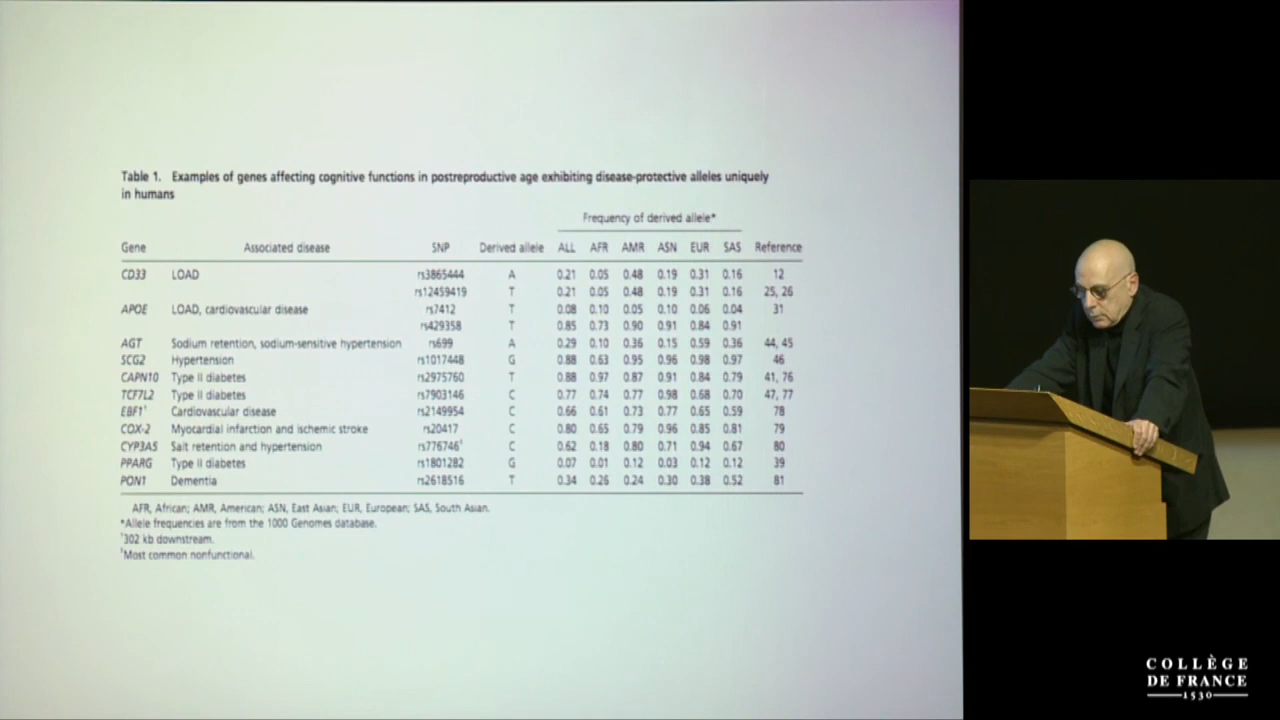 Table 1. Examples of genes affecting cognitive functions in postreproductive age exhibiting disease-protective alleles uniquely
in humans
Frequency of derived allele*
Gene Associated disease SNP Derived allele ALL AFR AMR ASN EUR SAS Reference
CD33 LOAD rs3865444 A 0.21 0.05 0.48 0.19 0.31 0.16 12
rs12459419 T 0.21 0.05 0.48 0.19 0.31 0.16 25, 26
APOE LOAD, cardiovascular disease rs7412 T 0.08 0.10 0.05 0.10 0.06 0.04 31
rs429358 T 0.85 0.73 0.90 0.91 0.84 0.91
AGT Sodium retention, sodium-sensitive hypertension rs699 A 0.29 0.10 0.36 0.15 0.59 0.36 44, 45
SCG2 Hypertension rs1017448 G 0.88 0.63 0.95 0.96 0.98 0.97 46
CAPN10 Type II diabetes rs2975760 T 0.88 0.97 0.87 0.91 0.84 0.79 41, 76
TCF7L2 Type II diabetes rs7903146 C 0.77 0.74 0.77 0.98 0.68 0.70 47, 77
EBF1† Cardiovascular disease rs2149954 C 0.66 0.61 0.73 0.77 0.65 0.59 78
COX-2 Myocardial infarction and ischemic stroke rs20417 C 0.80 0.65 0.79 0.96 0.85 0.81 79
CYP3A5 Salt retention and hypertension rs776746‡ C 0.62 0.18 0.80 0.71 0.94 0.67 80
PPARG Type II diabetes rs1801282 G 0.07 0.01 0.12 0.03 0.12 0.12 39
PON1 Dementia rs2618516 T 0.34 0.26 0.24 0.30 0.38 0.52 81
AFR, African; AMR, American; ASN, East Asian; EUR, European; SAS, South Asian.
*Allele frequencies are from the 1000 Genomes database.
†302 kb downstream.
‡Most common nonfunctional.
COLLÈGE
DE FRANCE
1530